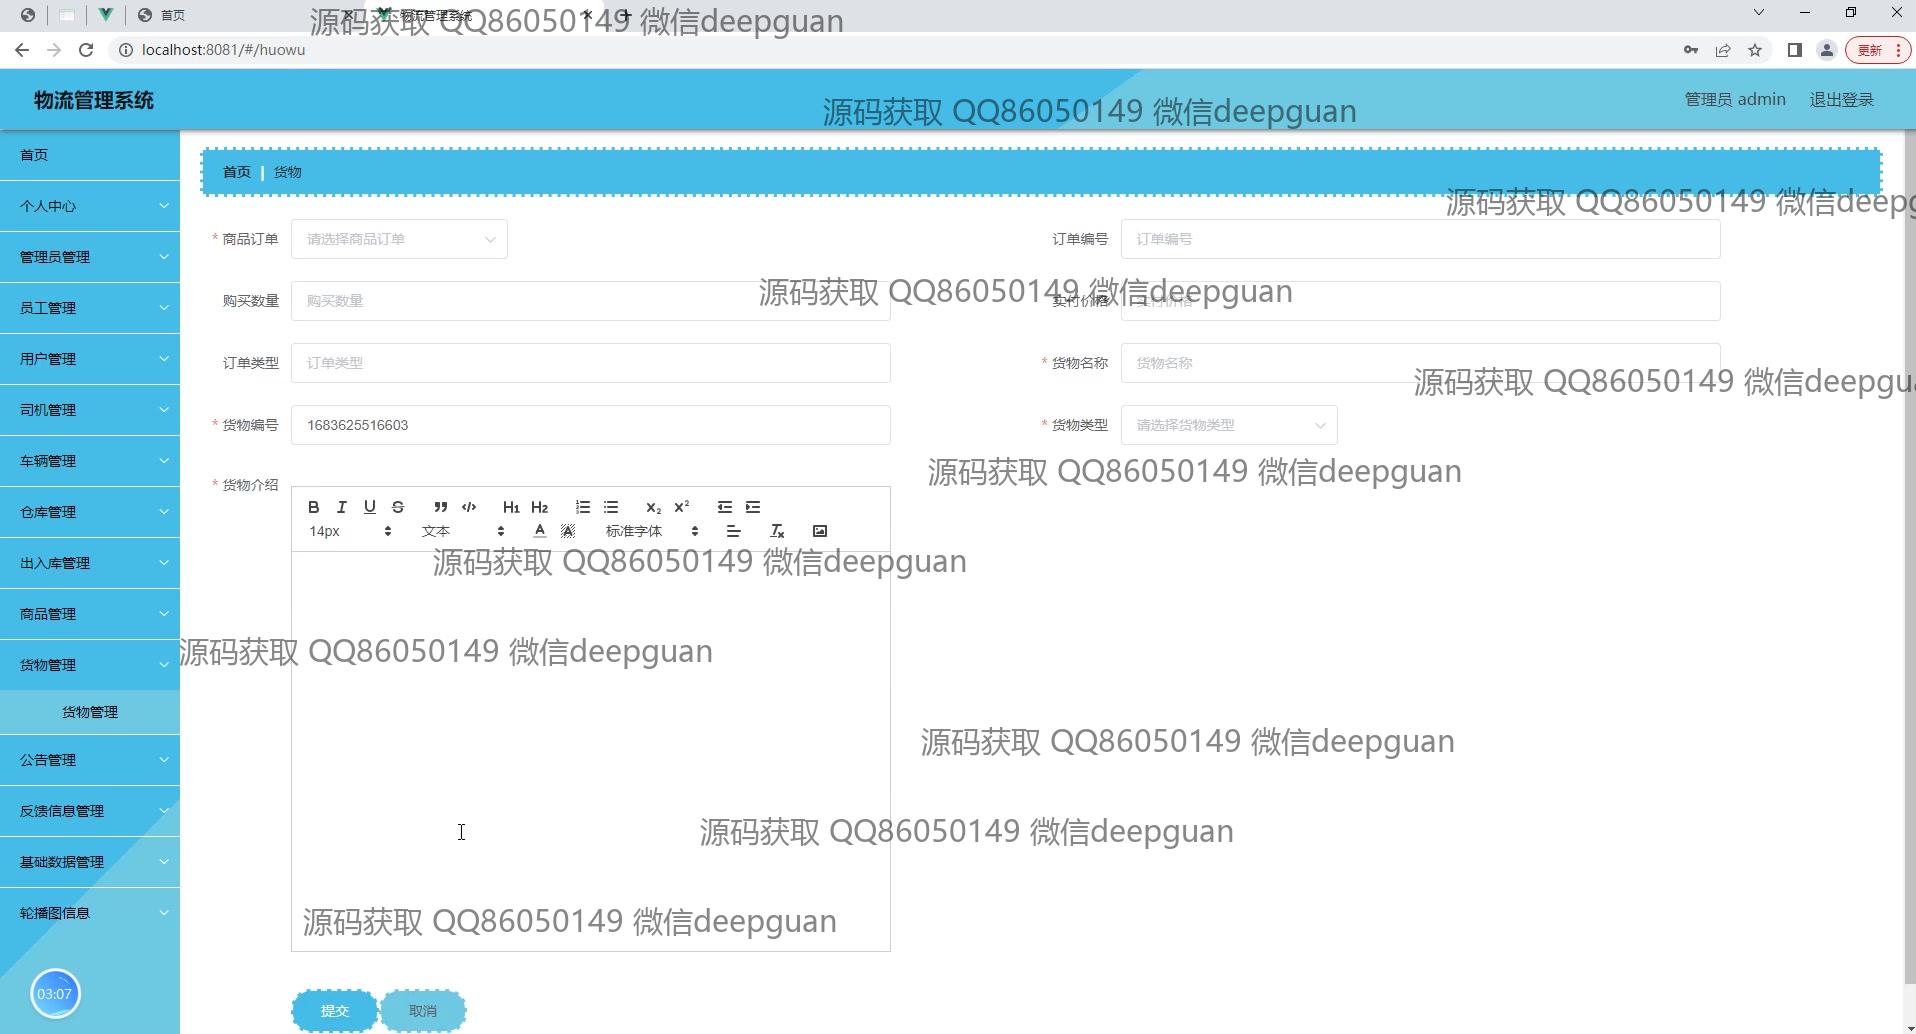 首页
物流管理系统
源码获取 QQ86050149 微信deepguan
localhost:8081/#/huowu
更新
物流管理系统
源码获取 QQ86050149 微信deepguan
管理员 admin
退出登录
首页
个人中心
管理员管理
员工管理
用户管理
司机管理
车辆管理
仓库管理
出入库管理
商品管理
货物管理
货物管理
公告管理
反馈信息管理
基础数据管理
轮播图信息
03:07
首页 | 货物
源码获取 QQ86050149 微信deepg
* 商品订单 请选择商品订单
订单编号 订单编号
购买数量 购买数量
实付价格 实付价格
源码获取 QQ86050149 微信deepguan
订单类型 订单类型
* 货物名称 货物名称
源码获取 QQ86050149 微信deepgu
* 货物编号 1683625516603
* 货物类型 请选择货物类型
源码获取 QQ86050149 微信deepguan
* 货物介绍
B I U S ” </> H1 H2 X2 X2
14px 文本 A A 标准字体
源码获取 QQ86050149 微信deepguan
源码获取 QQ86050149 微信deepguan
源码获取 QQ86050149 微信deepguan
源码获取 QQ86050149 微信deepguan
源码获取 QQ86050149 微信deepguan
提交 取消